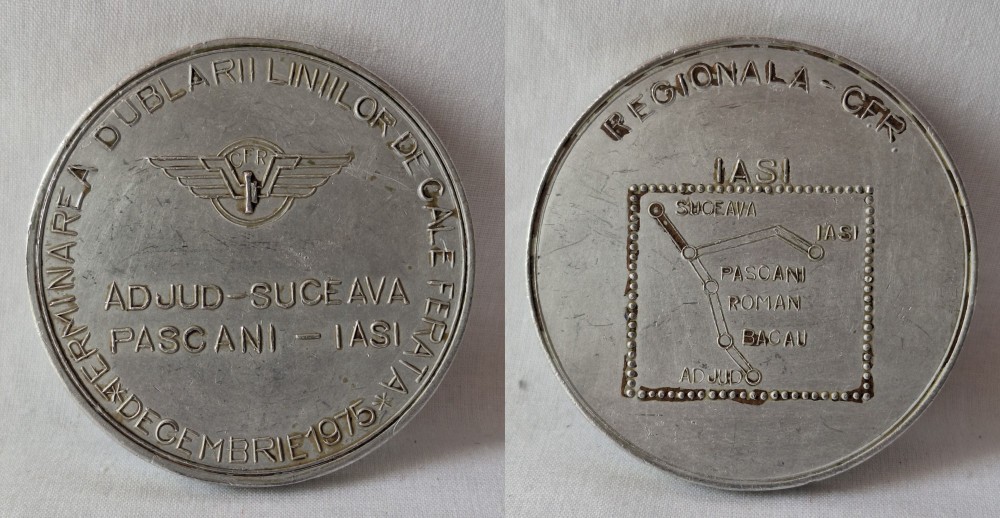 TERMINAREA DUBLARII LINIILOR DE CALE FERATA
CFR
ADJUD-SUCEAVA
PASCANI - IASI
*DECEMBRIE 1975*
REGIONALA - CFR
IASI
SUCEAVA
IASI
PASCANI
ROMAN
BACAU
ADJUD